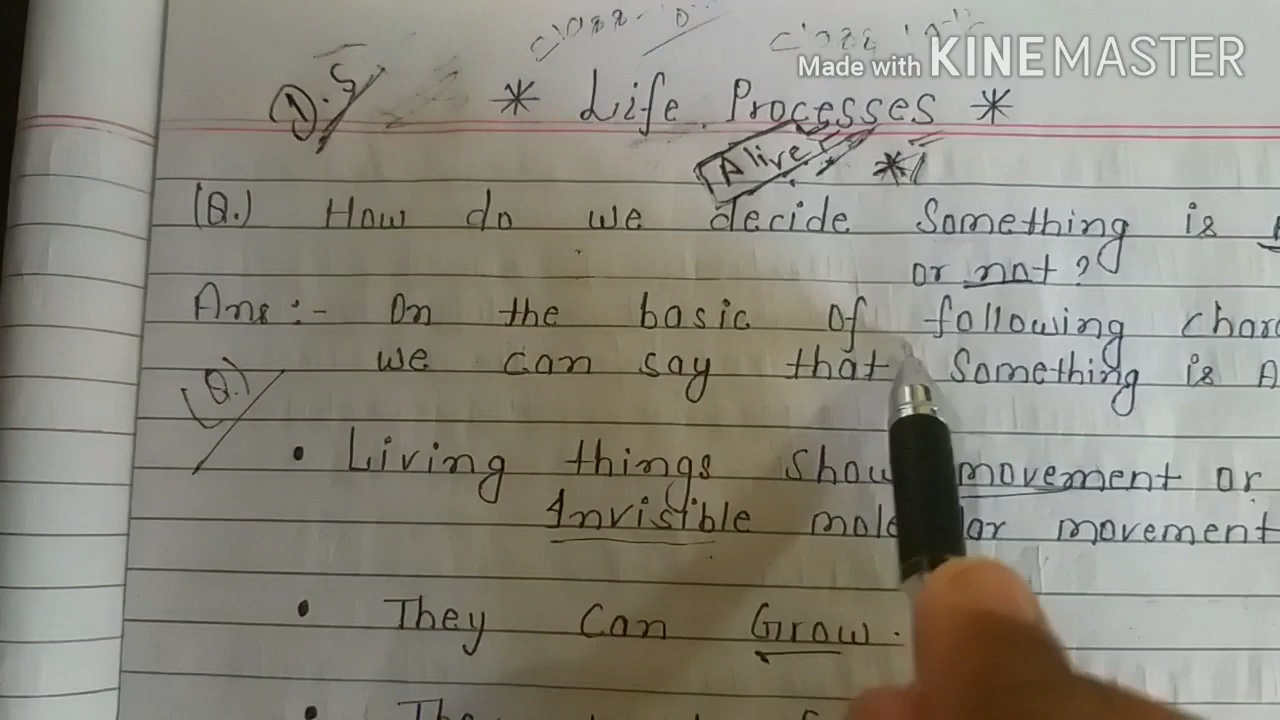 Made with KINEMASTER
* Life Processes *
Alive
(Q.) How do we decide Something is
or not?
Ans:- On the basic of following
we can say that Something is
(Q.)
• Living things show movement or
Invisible movement
• They can Grow.